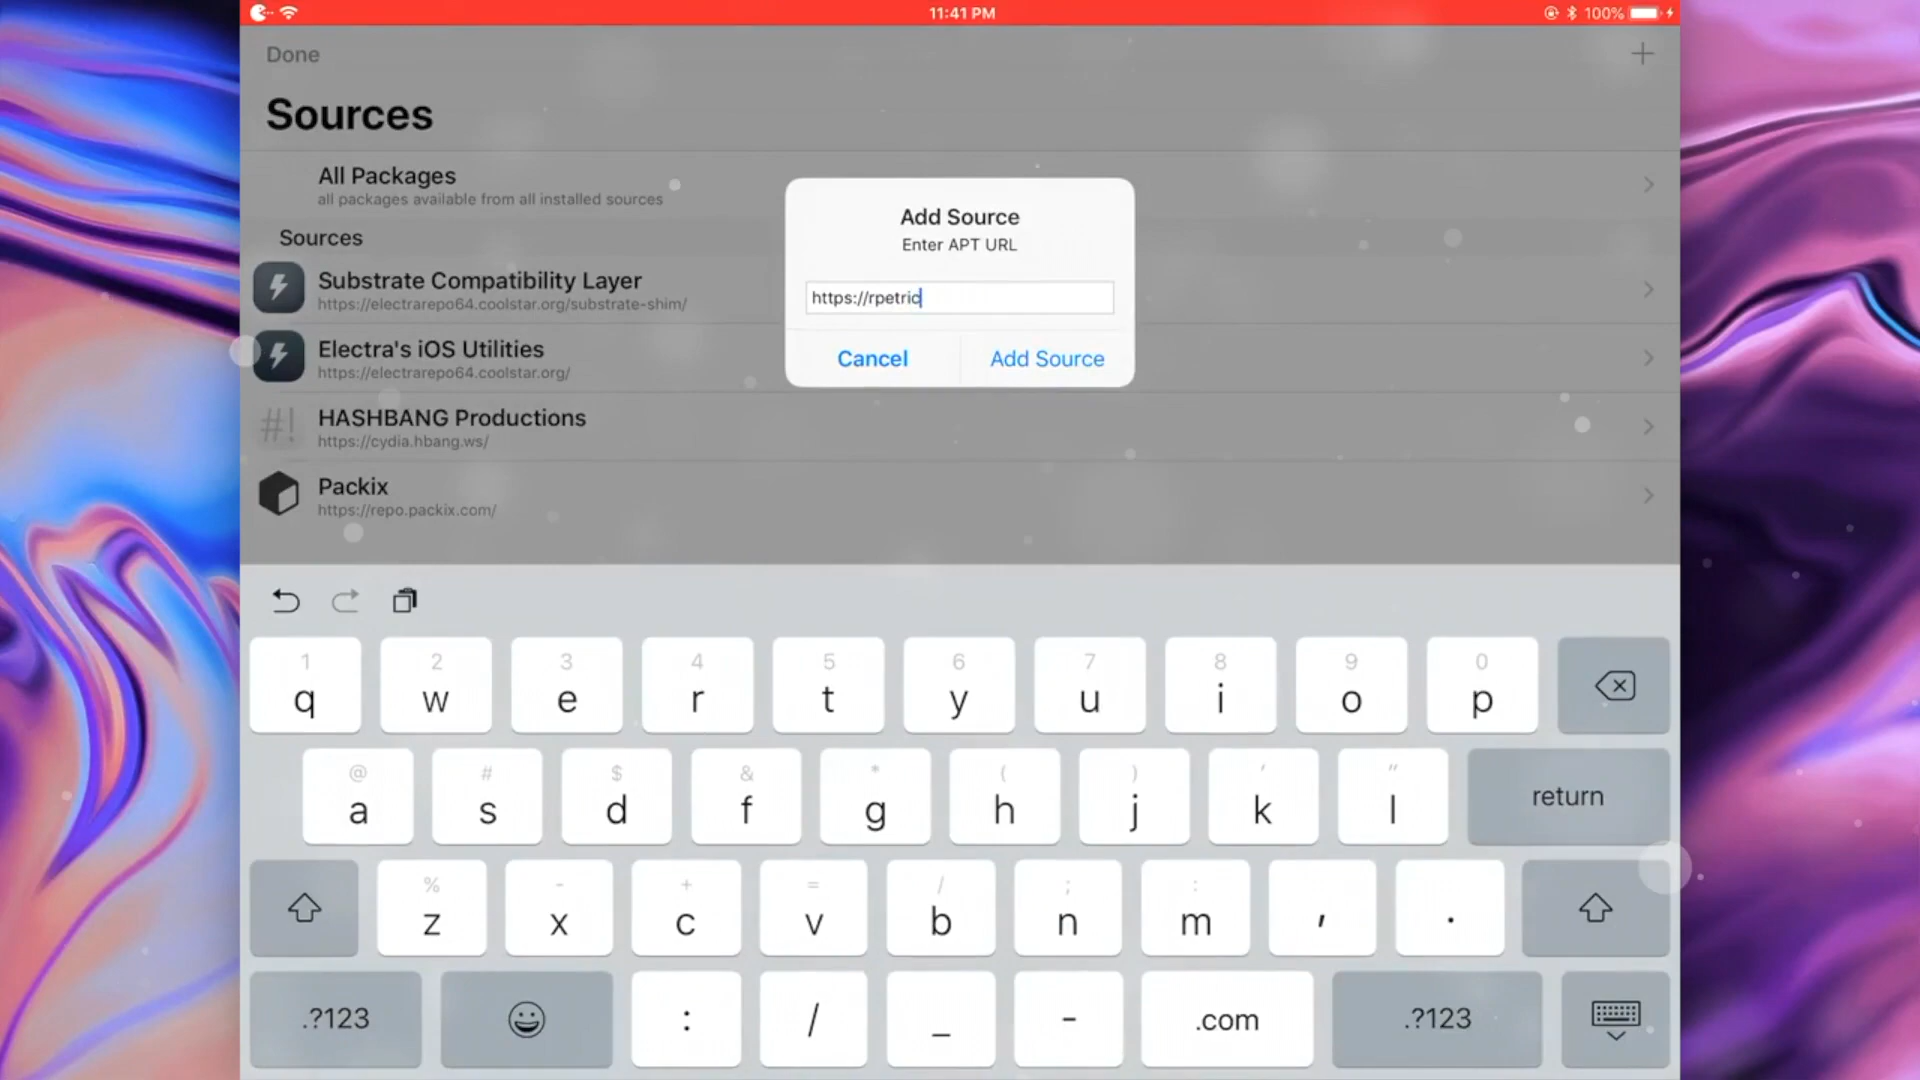 11:41 PM
100%
Done
Sources
All Packages
all packages available from all installed sources
Sources
Substrate Compatibility Layer
https://electrarepo64.coolstar.org/substrate-shim/
Electra's iOS Utilities
https://electrarepo64.coolstar.org/
#!
HASHBANG Productions
https://cydia.hbang.ws/
Packix
https://repo.packix.com/
Add Source
Enter APT URL
https://rpetric
Cancel
Add Source
1 2 3 4 5 6 7 8 9 0
q w e r t y u i o p
@ # $ & * ( ) ' "
a s d f g h j k l return
% - + = / ; :
z x c v b n m , .
.?123 : / _ - .com .?123